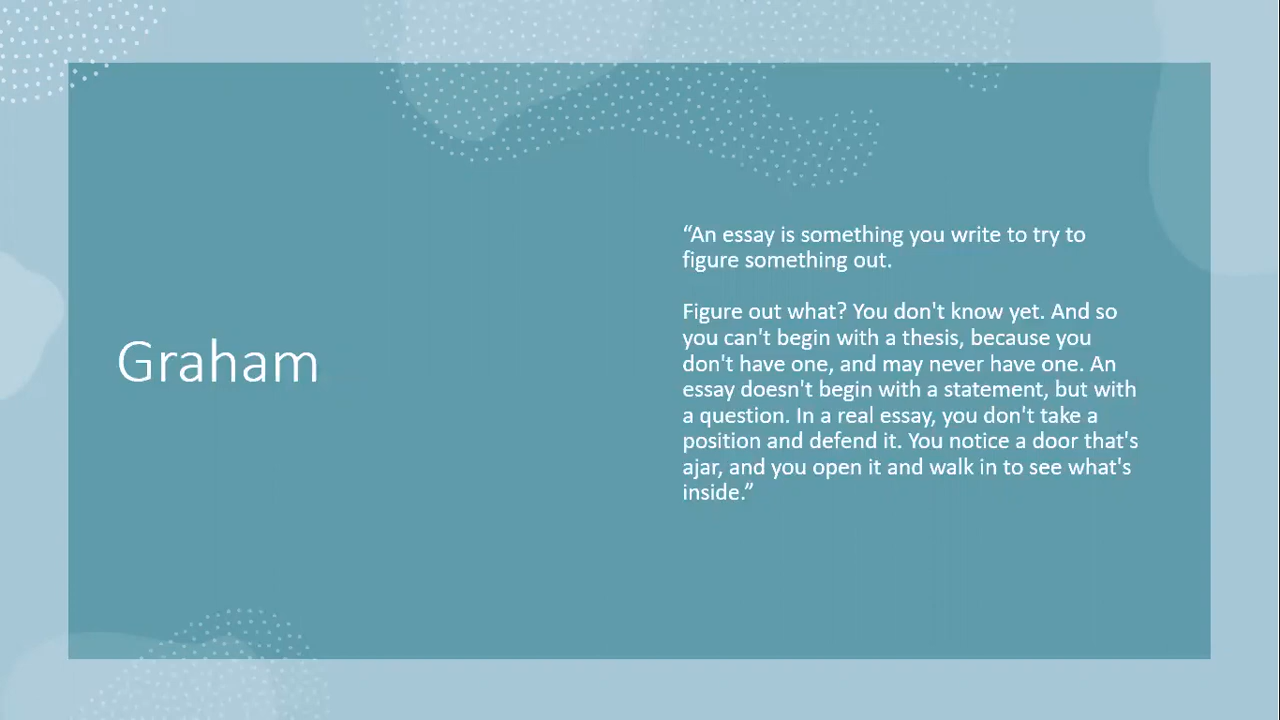 Graham
“An essay is something you write to try to
figure something out.
Figure out what? You don't know yet. And so
you can't begin with a thesis, because you
don't have one, and may never have one. An
essay doesn't begin with a statement, but with
a question. In a real essay, you don't take a
position and defend it. You notice a door that's
ajar, and you open it and walk in to see what's
inside.”